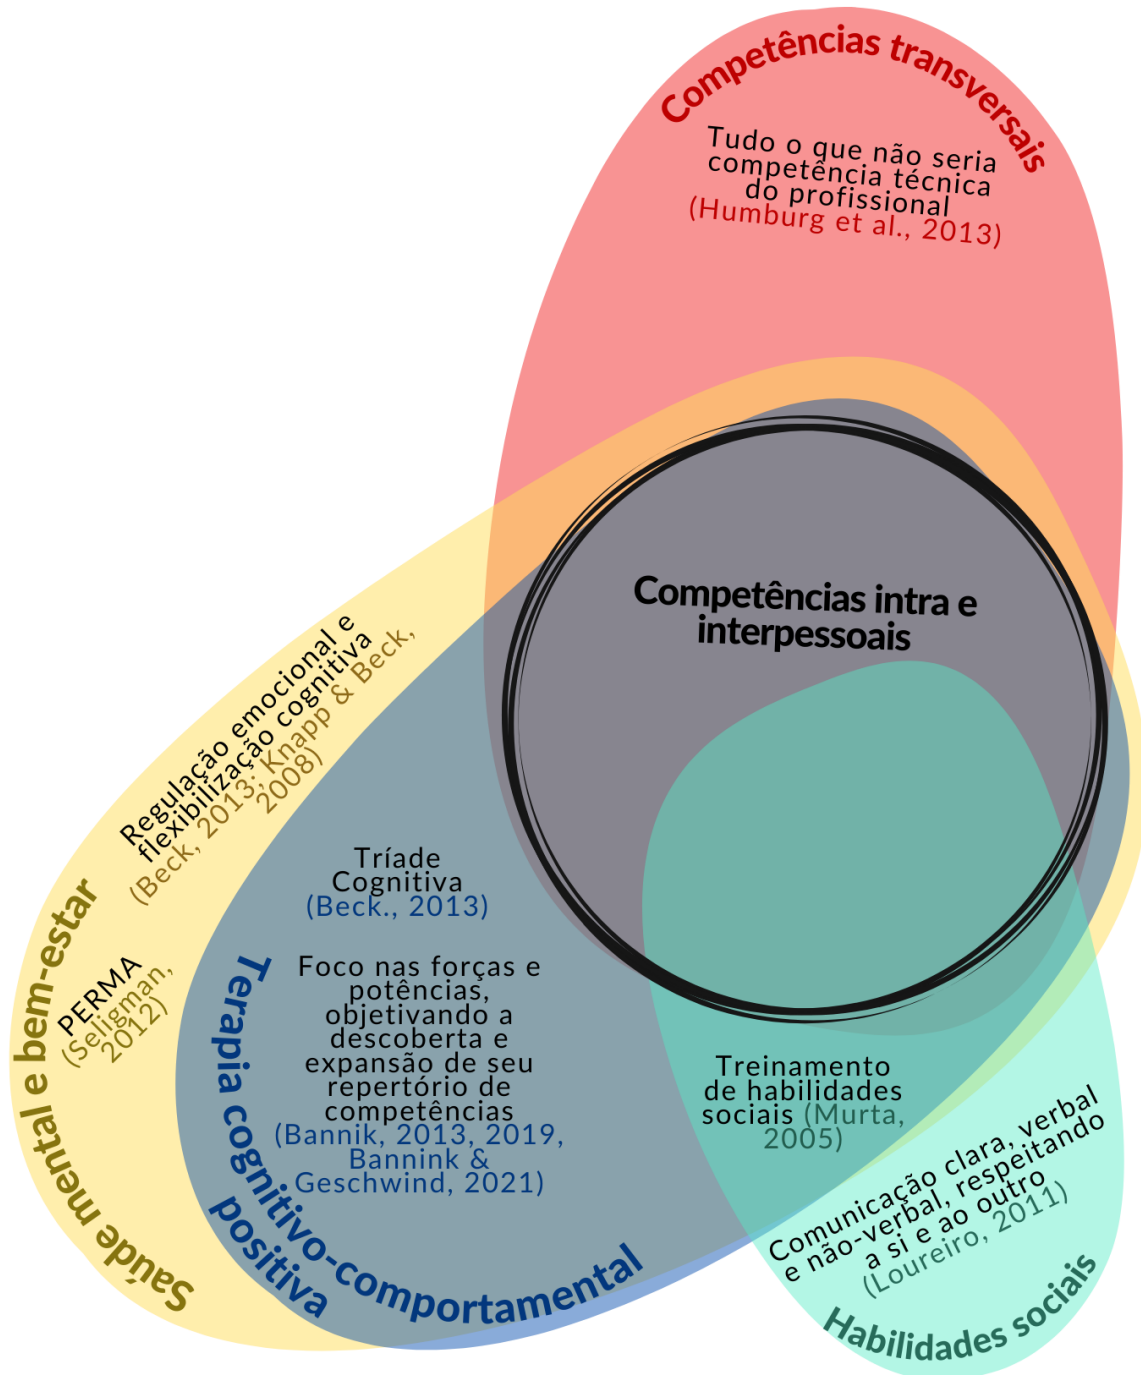 Competências transversais
Tudo o que não seria
competência técnica
do profissional
(Humburg et al., 2013)
Competências intra e
interpessoais
Regulação emocional e
flexibilização cognitiva
(Beck, 2013; Knapp & Beck,
2008)
Saúde mental e bem-estar
PERMA
(Seligman,
2012)
Tríade
Cognitiva
(Beck., 2013)
Foco nas forças e
potências,
objetivando a
descoberta e
expansão de seu
repertório de
competências
(Bannik, 2013, 2019,
Bannink &
Geschwind, 2021)
Terapia cognitivo-comportamental
positiva
Treinamento
de habilidades
sociais (Murta,
2005)
Comunicação clara, verbal
e não-verbal, respeitando
a si e ao outro
(Loureiro, 2011)
Habilidades sociais